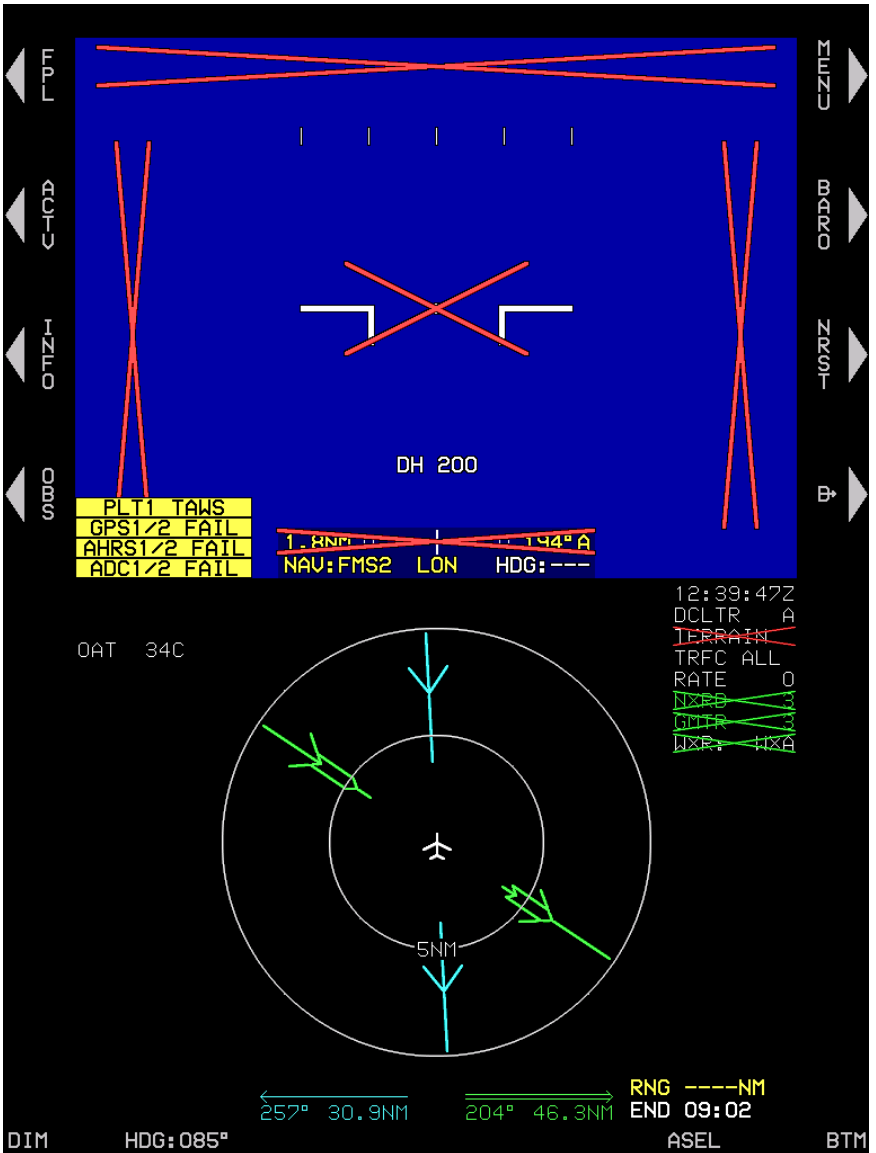 FPL
MENU
ACTV
BARO
INFO
NRST
OBS
DH 200
PLT1 TAWS
GPS1/2 FAIL
AHRS1/2 FAIL
ADC1/2 FAIL
1.8NM 194°A
NAV:FMS2 LON HDG:---
12:39:47Z
DCLTR A
TERRAIN
TRFC ALL
RATE 0
NXRD 3
GMTR 3
WXR: WXA
OAT 34C
5NM
RNG ----NM
257° 30.9NM 204° 46.3NM END 09:02
DIM HDG:085° ASEL BTM